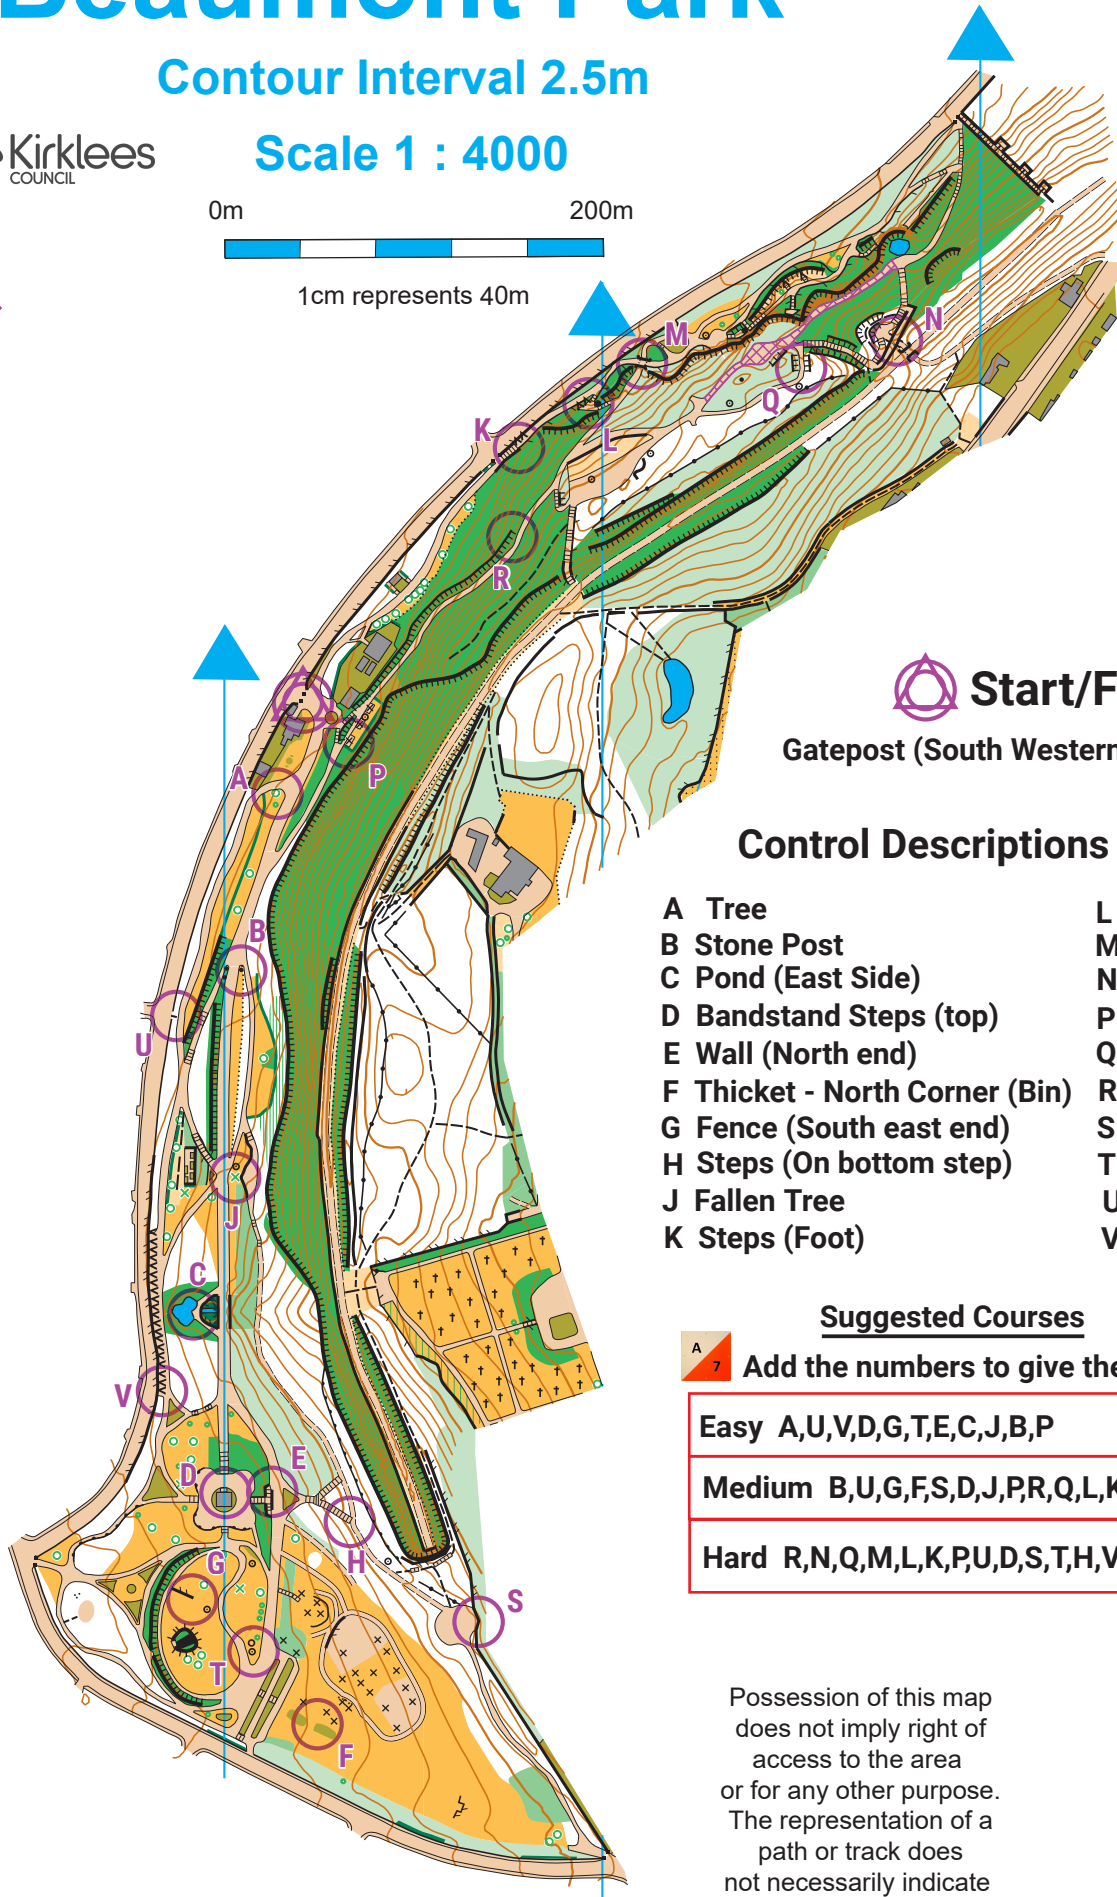 Beaumont Park
Contour Interval 2.5m
Kirklees
COUNCIL
Scale 1 : 4000
0m 200m
1cm represents 40m
M
N
K
L
Q
R
Start/F
Gatepost (South Western
A
P
Control Descriptions
A Tree
B Stone Post
C Pond (East Side)
D Bandstand Steps (top)
E Wall (North end)
F Thicket - North Corner (Bin)
G Fence (South east end)
H Steps (On bottom step)
J Fallen Tree
K Steps (Foot)
L
M
N
P
Q
R
S
T
U
V
B
U
J
C
V
D
E
G
H
S
T
F
Suggested Courses
A
7
Add the numbers to give the
Easy A,U,V,D,G,T,E,C,J,B,P
Medium B,U,G,F,S,D,J,P,R,Q,L,K
Hard R,N,Q,M,L,K,P,U,D,S,T,H,V
Possession of this map
does not imply right of
access to the area
or for any other purpose.
The representation of a
path or track does
not necessarily indicate